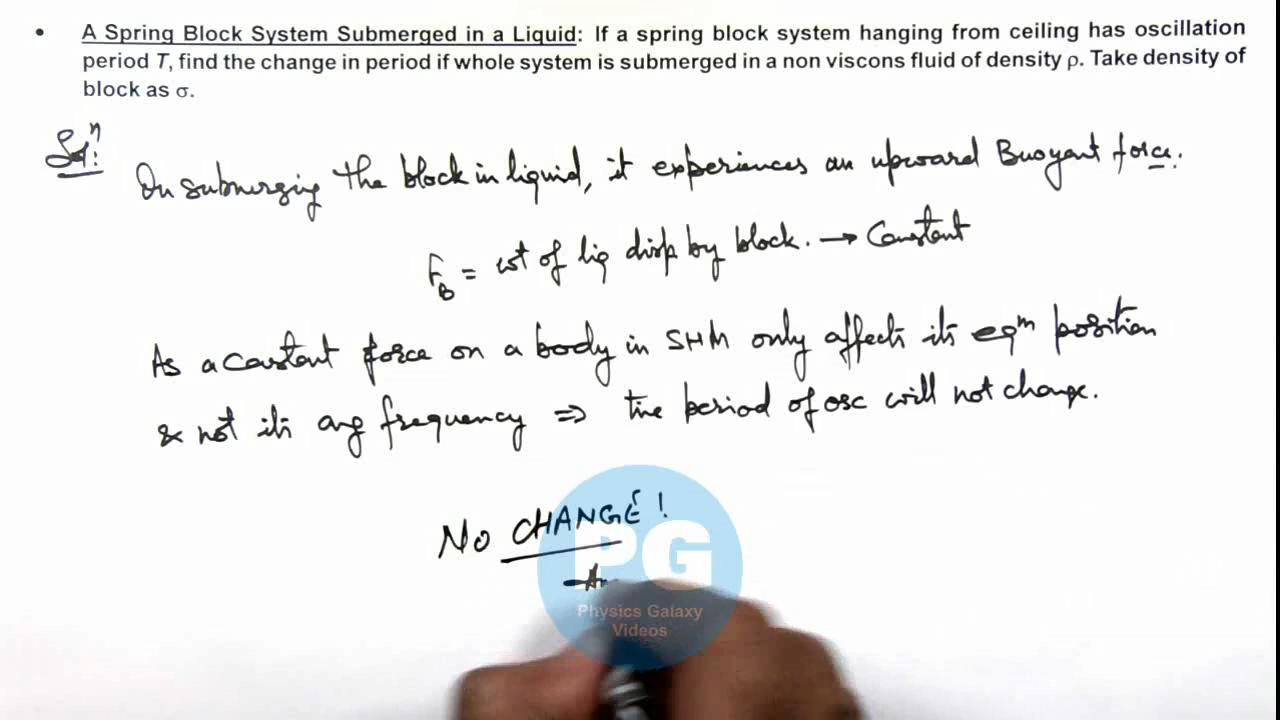 • A Spring Block System Submerged in a Liquid: If a spring block system hanging from ceiling has oscillation
period T, find the change in period if whole system is submerged in a non viscons fluid of density ρ. Take density of
block as σ.
Solⁿ:
On submerging the block in liquid, it experiences an upward Buoyant force.
F_B = wt of liq disp by block. → Constant
As a constant force on a body in SHM only affects its eqᵐ position
& not its ang frequency ⇒ the period of osc will not change.
NO CHANGE!
PG
Physics Galaxy
Videos